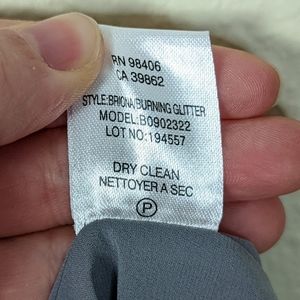 RN 98406
CA 39862
STYLE:BRIONA/BURNING GLITTER
MODEL:B0902322
LOT NO:194557
DRY CLEAN
NETTOYER A SEC
P